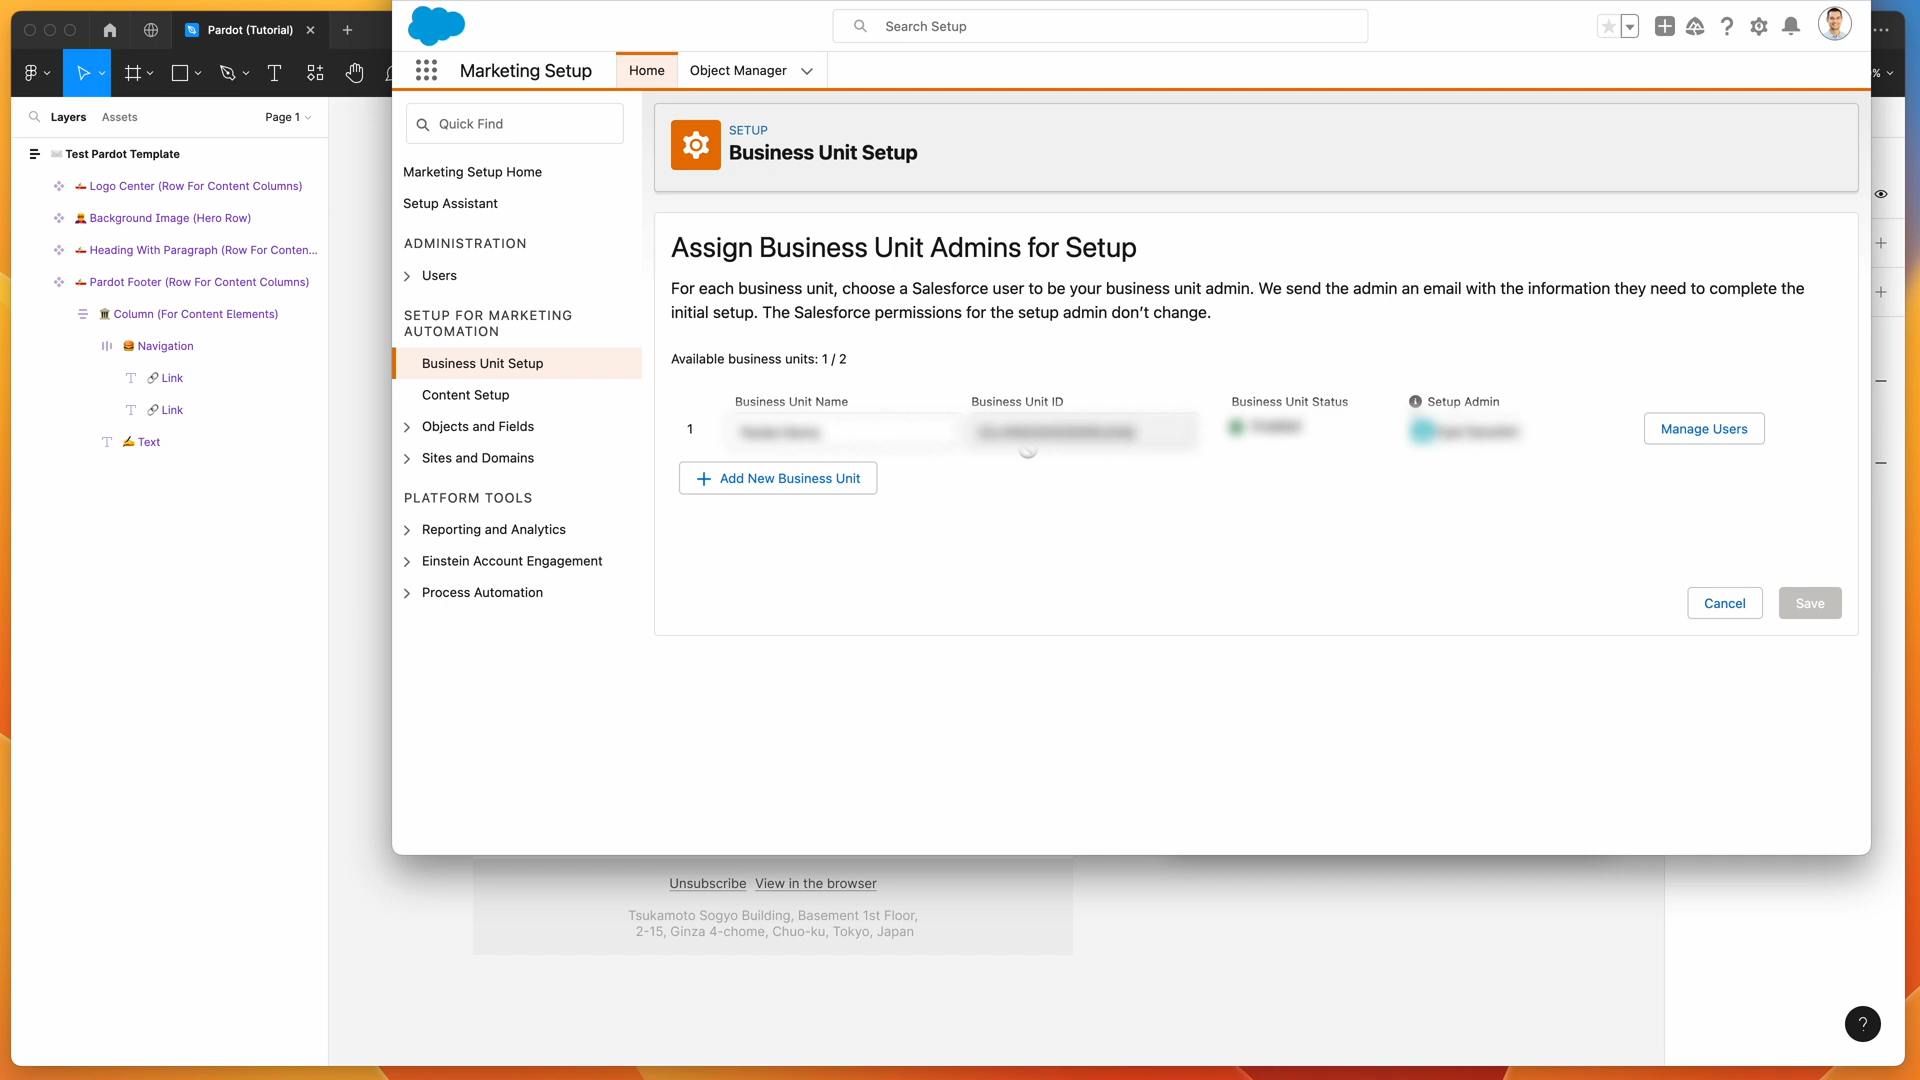 Pardot (Tutorial)
Layers
Assets
Page 1
Test Pardot Template
Logo Center (Row For Content Columns)
Background Image (Hero Row)
Heading With Paragraph (Row For Conten...
Pardot Footer (Row For Content Columns)
Column (For Content Elements)
Navigation
Link
Link
Text
Search Setup
Marketing Setup
Home
Object Manager
Quick Find
Marketing Setup Home
Setup Assistant
ADMINISTRATION
Users
SETUP FOR MARKETING
AUTOMATION
Business Unit Setup
Content Setup
Objects and Fields
Sites and Domains
PLATFORM TOOLS
Reporting and Analytics
Einstein Account Engagement
Process Automation
SETUP
Business Unit Setup
Assign Business Unit Admins for Setup
For each business unit, choose a Salesforce user to be your business unit admin. We send the admin an email with the information they need to complete the
initial setup. The Salesforce permissions for the setup admin don't change.
Available business units: 1 / 2
Business Unit Name
Business Unit ID
Business Unit Status
Setup Admin
1
Manage Users
Add New Business Unit
Cancel
Save
Unsubscribe View in the browser
Tsukamoto Sogyo Building, Basement 1st Floor,
2-15, Ginza 4-chome, Chuo-ku, Tokyo, Japan
%
?